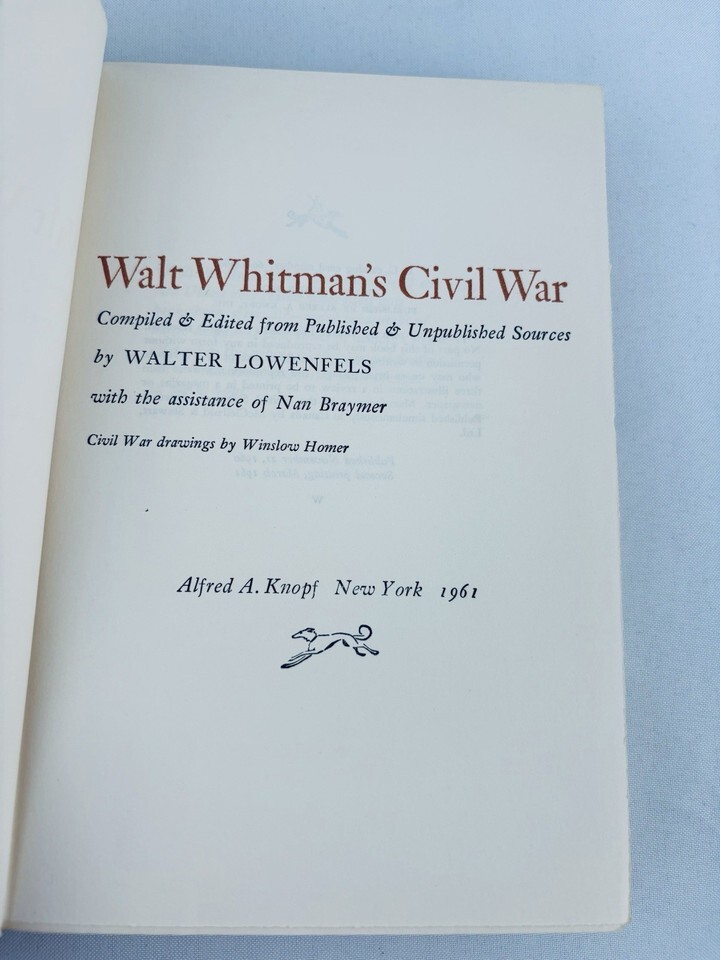 Walt Whitman's Civil War
Compiled & Edited from Published & Unpublished Sources
by WALTER LOWENFELS
with the assistance of Nan Braymer
Civil War drawings by Winslow Homer
Alfred A. Knopf New York 1961